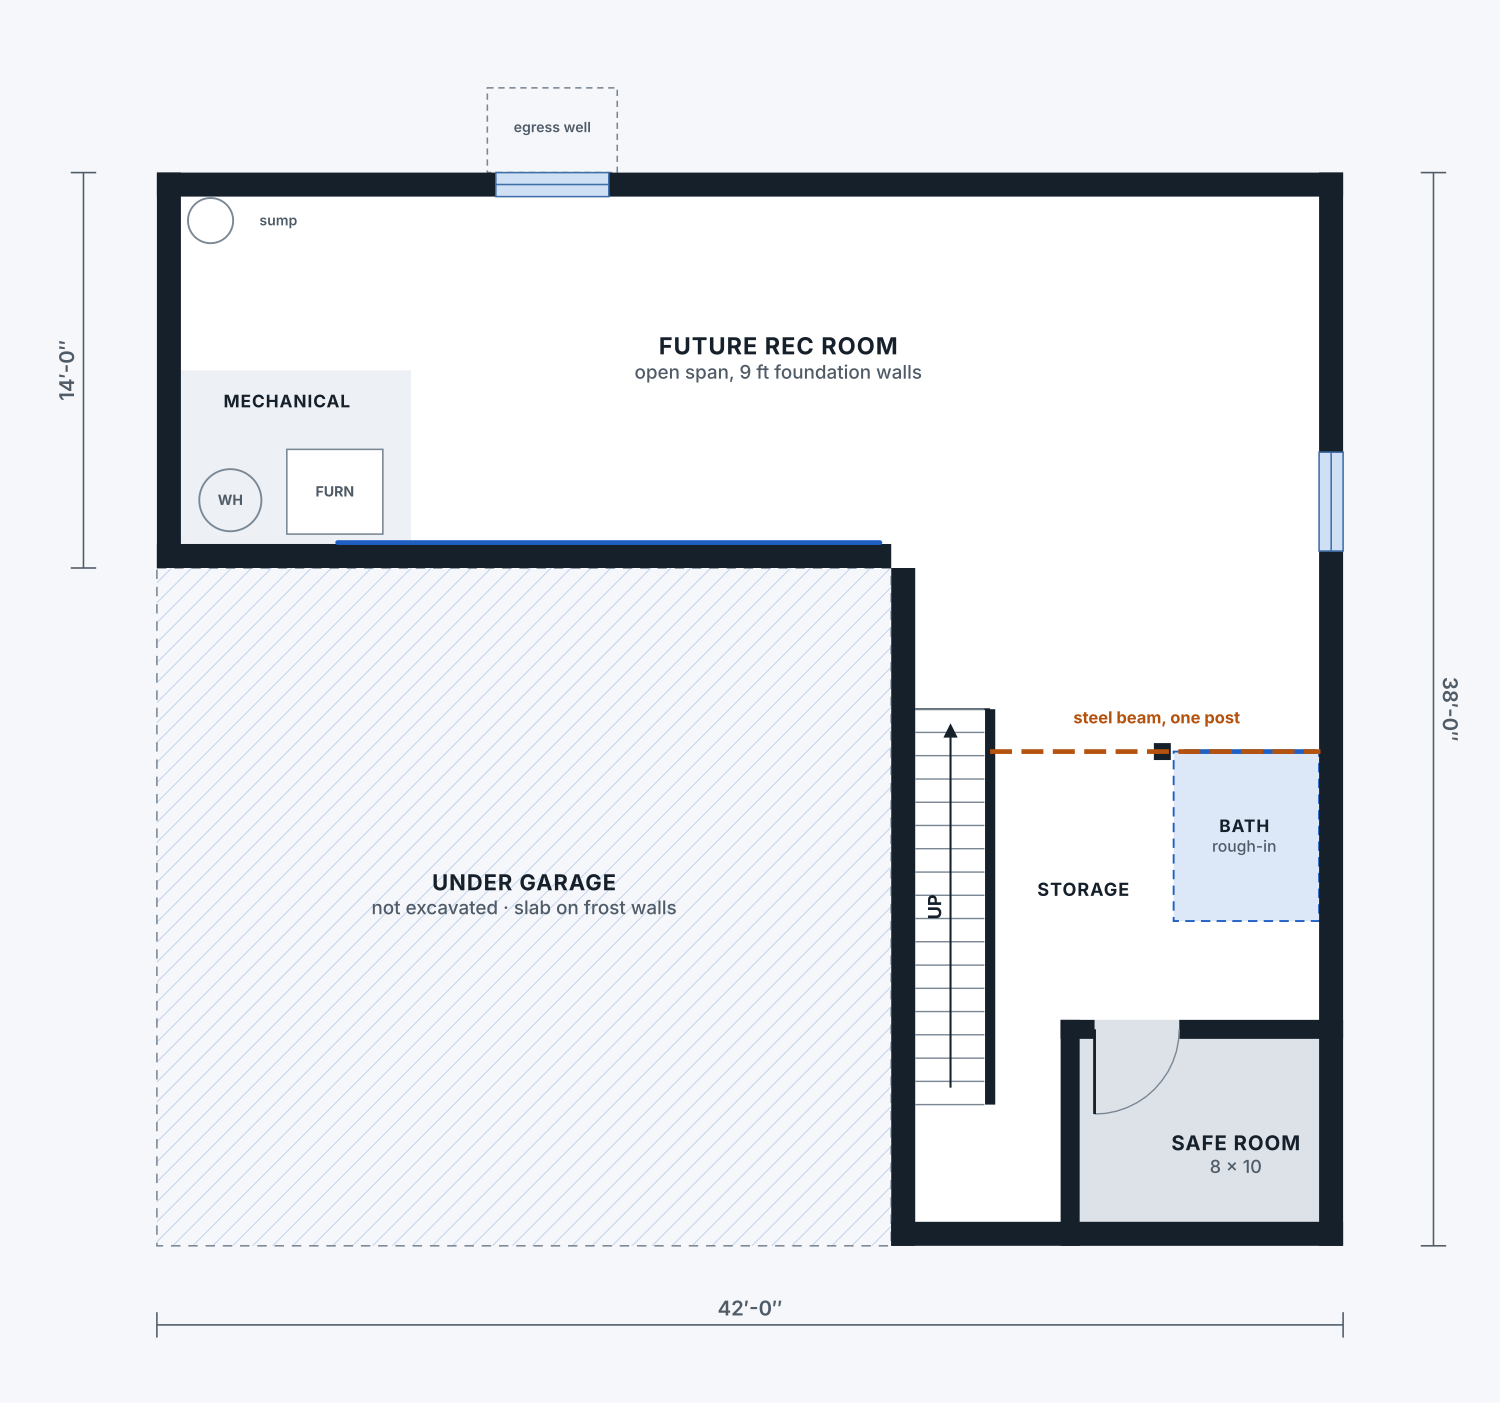 egress well
sump
FUTURE REC ROOM
open span, 9 ft foundation walls
14′-0″
MECHANICAL
WH
FURN
38′-0″
steel beam, one post
BATH
rough-in
UNDER GARAGE
not excavated · slab on frost walls
UP
STORAGE
SAFE ROOM
8 × 10
42′-0″